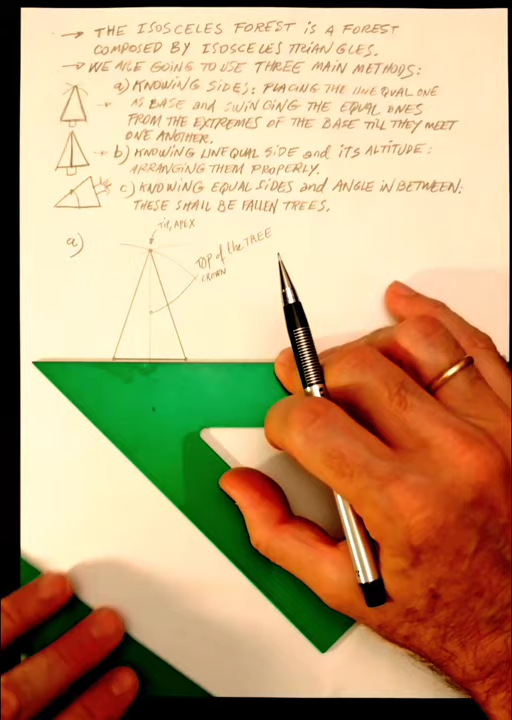 → THE ISOSCELES FOREST IS A FOREST
COMPOSED BY ISOSCELES TRIANGLES.
→ WE ARE GOING TO USE THREE MAIN METHODS:
a) KNOWING SIDES: PLACING THE UNEQUAL ONE
AS BASE and SWINGING THE EQUAL ONES
FROM THE EXTREMES OF THE BASE TILL THEY MEET
ONE ANOTHER.
b) KNOWING UNEQUAL SIDE and ITS ALTITUDE:
ARRANGING THEM PROPERLY.
c) KNOWING EQUAL SIDES and ANGLE IN BETWEEN:
THESE SHALL BE FALLEN TREES.
a)
TIP, APEX
TOP of the TREE
CROWN